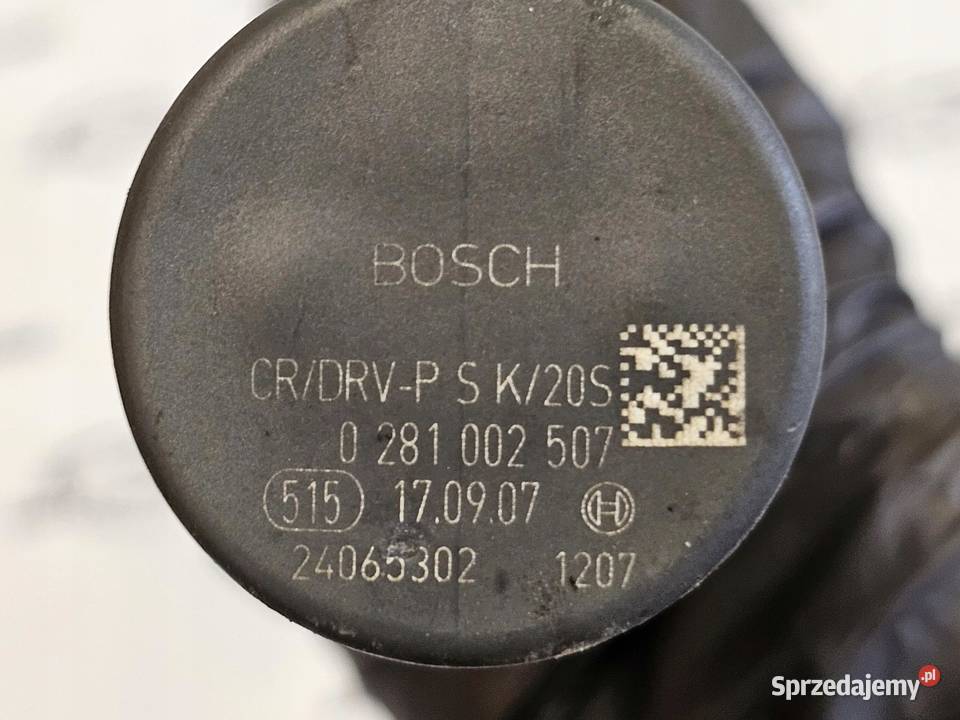 BOSCH
CR/DRV-P S K/20S
0 281 002 507
515 17.09.07 H
24065302 1207
Sprzedajemy.pl